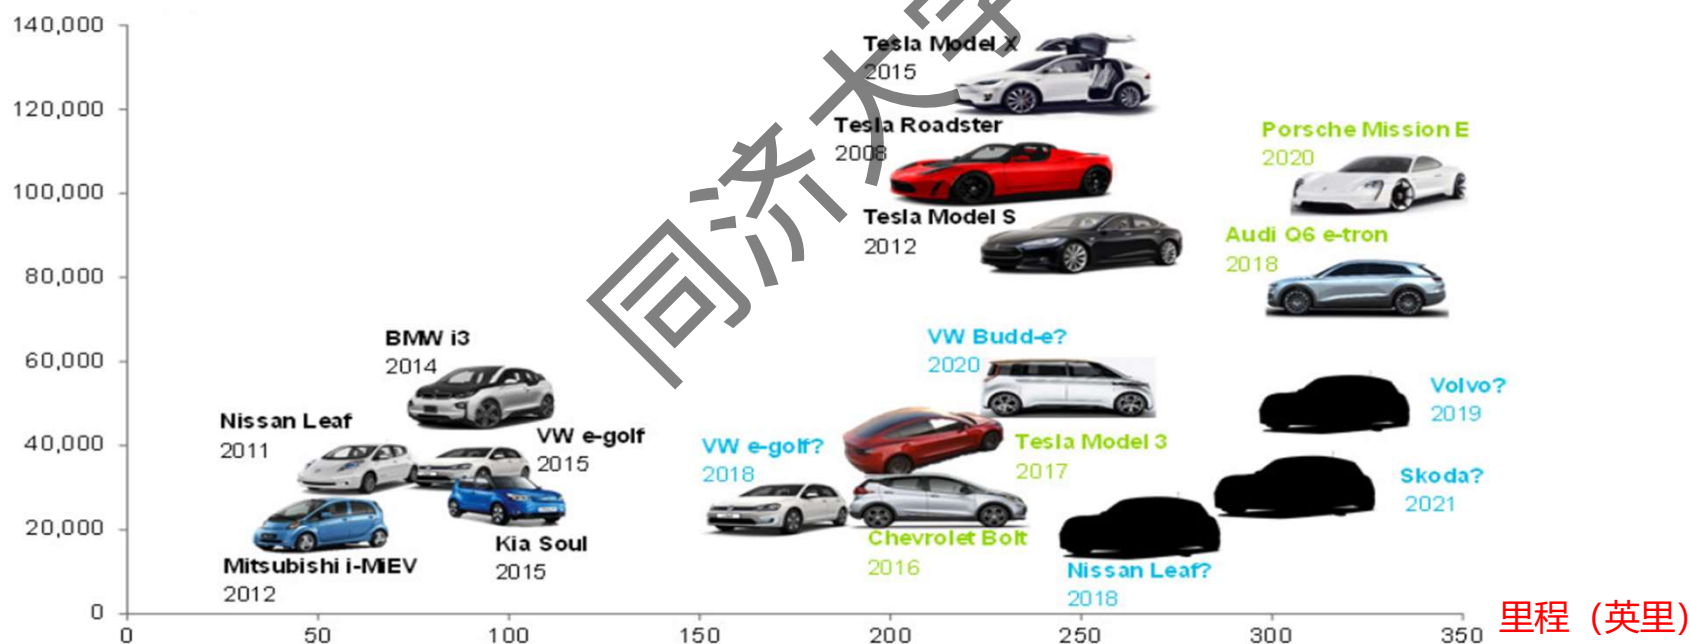 140,000
120,000
100,000
80,000
60,000
40,000
20,000
0
0
50
100
150
200
250
300
350
里程（英里）
Tesla Model X
2015
Tesla Roadster
2008
Tesla Model S
2012
Porsche Mission E
2020
Audi Q6 e-tron
2018
BMW i3
2014
Nissan Leaf
2011
VW e-golf
2015
Mitsubishi i-MiEV
2012
Kia Soul
2015
VW Budd-e?
2020
VW e-golf?
2018
Tesla Model 3
2017
Chevrolet Bolt
2016
Nissan Leaf?
2018
Volvo?
2019
Skoda?
2021
同济大学